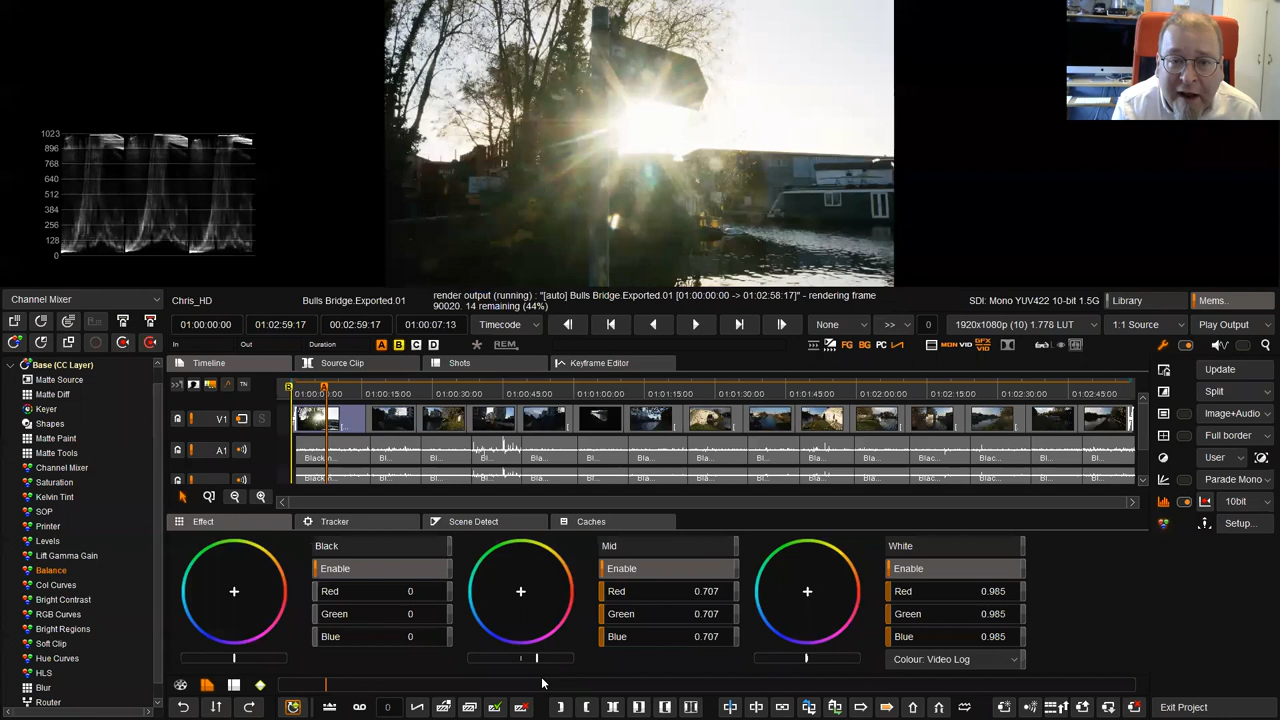 1023
896
768
640
512
384
256
128
0
Channel Mixer
Chris_HD
Bulls Bridge.Exported.01
render output (running) : "[auto] Bulls Bridge.Exported.01 [01:00:00:00 -> 01:02:58:17]" - rendering frame
90020. 14 remaining (44%)
SDI: Mono YUV422 10-bit 1.5G
Library
Mems..
01:00:00:00
01:02:59:17
00:02:59:17
01:00:07:13
Timecode
None
>>
0
1920x1080p (10) 1.778 LUT
1:1 Source
Play Output
In
Out
Duration
A B C D
REM
FG BG PC
MON VID GFX VID
Base (CC Layer)
Matte Source
Matte Diff
Keyer
Shapes
Matte Paint
Matte Tools
Channel Mixer
Saturation
Kelvin Tint
SOP
Printer
Levels
Lift Gamma Gain
Balance
Col Curves
Bright Contrast
RGB Curves
Bright Regions
Soft Clip
Hue Curves
HLS
Blur
Router
Timeline
Source Clip
Shots
Keyframe Editor
TN
01:00:00:00
01:00:15:00
01:00:30:00
01:00:45:00
01:01:00:00
01:01:15:00
01:01:30:00
01:01:45:00
01:02:00:00
01:02:15:00
01:02:30:00
01:02:45:00
V1
S
A1
Effect
Tracker
Scene Detect
Caches
Black
Enable
Red 0
Green 0
Blue 0
Mid
Enable
Red 0.707
Green 0.707
Blue 0.707
White
Enable
Red 0.985
Green 0.985
Blue 0.985
Colour: Video Log
Update
Split
Image+Audio
Full border
User
Parade Mono
10bit
Setup...
0
Exit Project